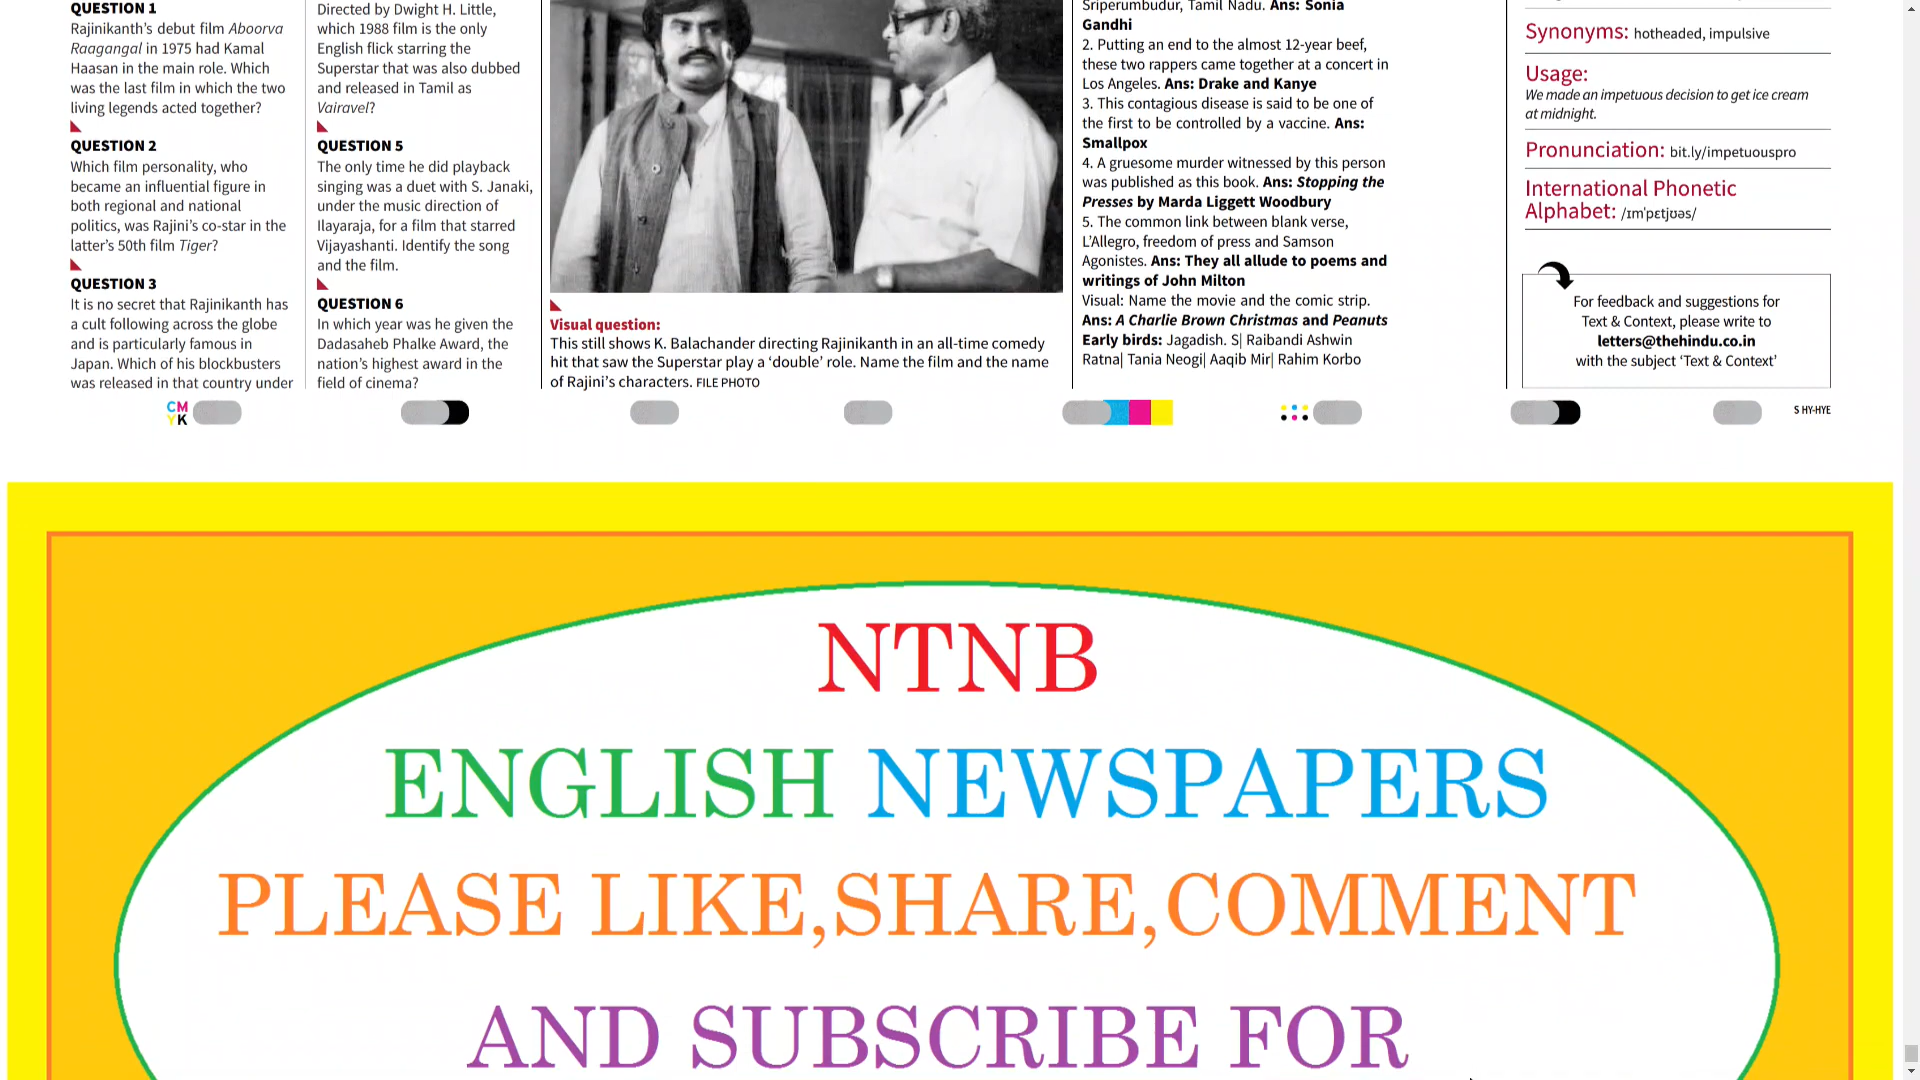 QUESTION 1
Rajinikanth’s debut film Aboorva
Raagangal in 1975 had Kamal
Haasan in the main role. Which
was the last film in which the two
living legends acted together?
QUESTION 2
Which film personality, who
became an influential figure in
both regional and national
politics, was Rajini’s co-star in the
latter’s 50th film Tiger?
QUESTION 3
It is no secret that Rajinikanth has
a cult following across the globe
and is particularly famous in
Japan. Which of his blockbusters
was released in that country under
Directed by Dwight H. Little,
which 1988 film is the only
English flick starring the
Superstar that was also dubbed
and released in Tamil as
Vairavel?
QUESTION 5
The only time he did playback
singing was a duet with S. Janaki,
under the music direction of
Ilayaraja, for a film that starred
Vijayashanti. Identify the song
and the film.
QUESTION 6
In which year was he given the
Dadasaheb Phalke Award, the
nation’s highest award in the
field of cinema?
Visual question:
This still shows K. Balachander directing Rajinikanth in an all-time comedy
hit that saw the Superstar play a ‘double’ role. Name the film and the name
of Rajini’s characters. FILE PHOTO
Sriperumbudur, Tamil Nadu. Ans: Sonia
Gandhi
2. Putting an end to the almost 12-year beef,
these two rappers came together at a concert in
Los Angeles. Ans: Drake and Kanye
3. This contagious disease is said to be one of
the first to be controlled by a vaccine. Ans:
Smallpox
4. A gruesome murder witnessed by this person
was published as this book. Ans: Stopping the
Presses by Marda Liggett Woodbury
5. The common link between blank verse,
L’Allegro, freedom of press and Samson
Agonistes. Ans: They all allude to poems and
writings of John Milton
Visual: Name the movie and the comic strip.
Ans: A Charlie Brown Christmas and Peanuts
Early birds: Jagadish. S| Raibandi Ashwin
Ratna| Tania Neogi| Aaqib Mir| Rahim Korbo
Synonyms: hotheaded, impulsive
Usage:
We made an impetuous decision to get ice cream
at midnight.
Pronunciation: bit.ly/impetuouspro
International Phonetic
Alphabet: /ɪmˈpɛtjʊəs/
For feedback and suggestions for
Text & Context, please write to
letters@thehindu.co.in
with the subject ‘Text & Context’
CM
YK
S HY-HYE
NTNB
ENGLISH NEWSPAPERS
PLEASE LIKE,SHARE,COMMENT
AND SUBSCRIBE FOR